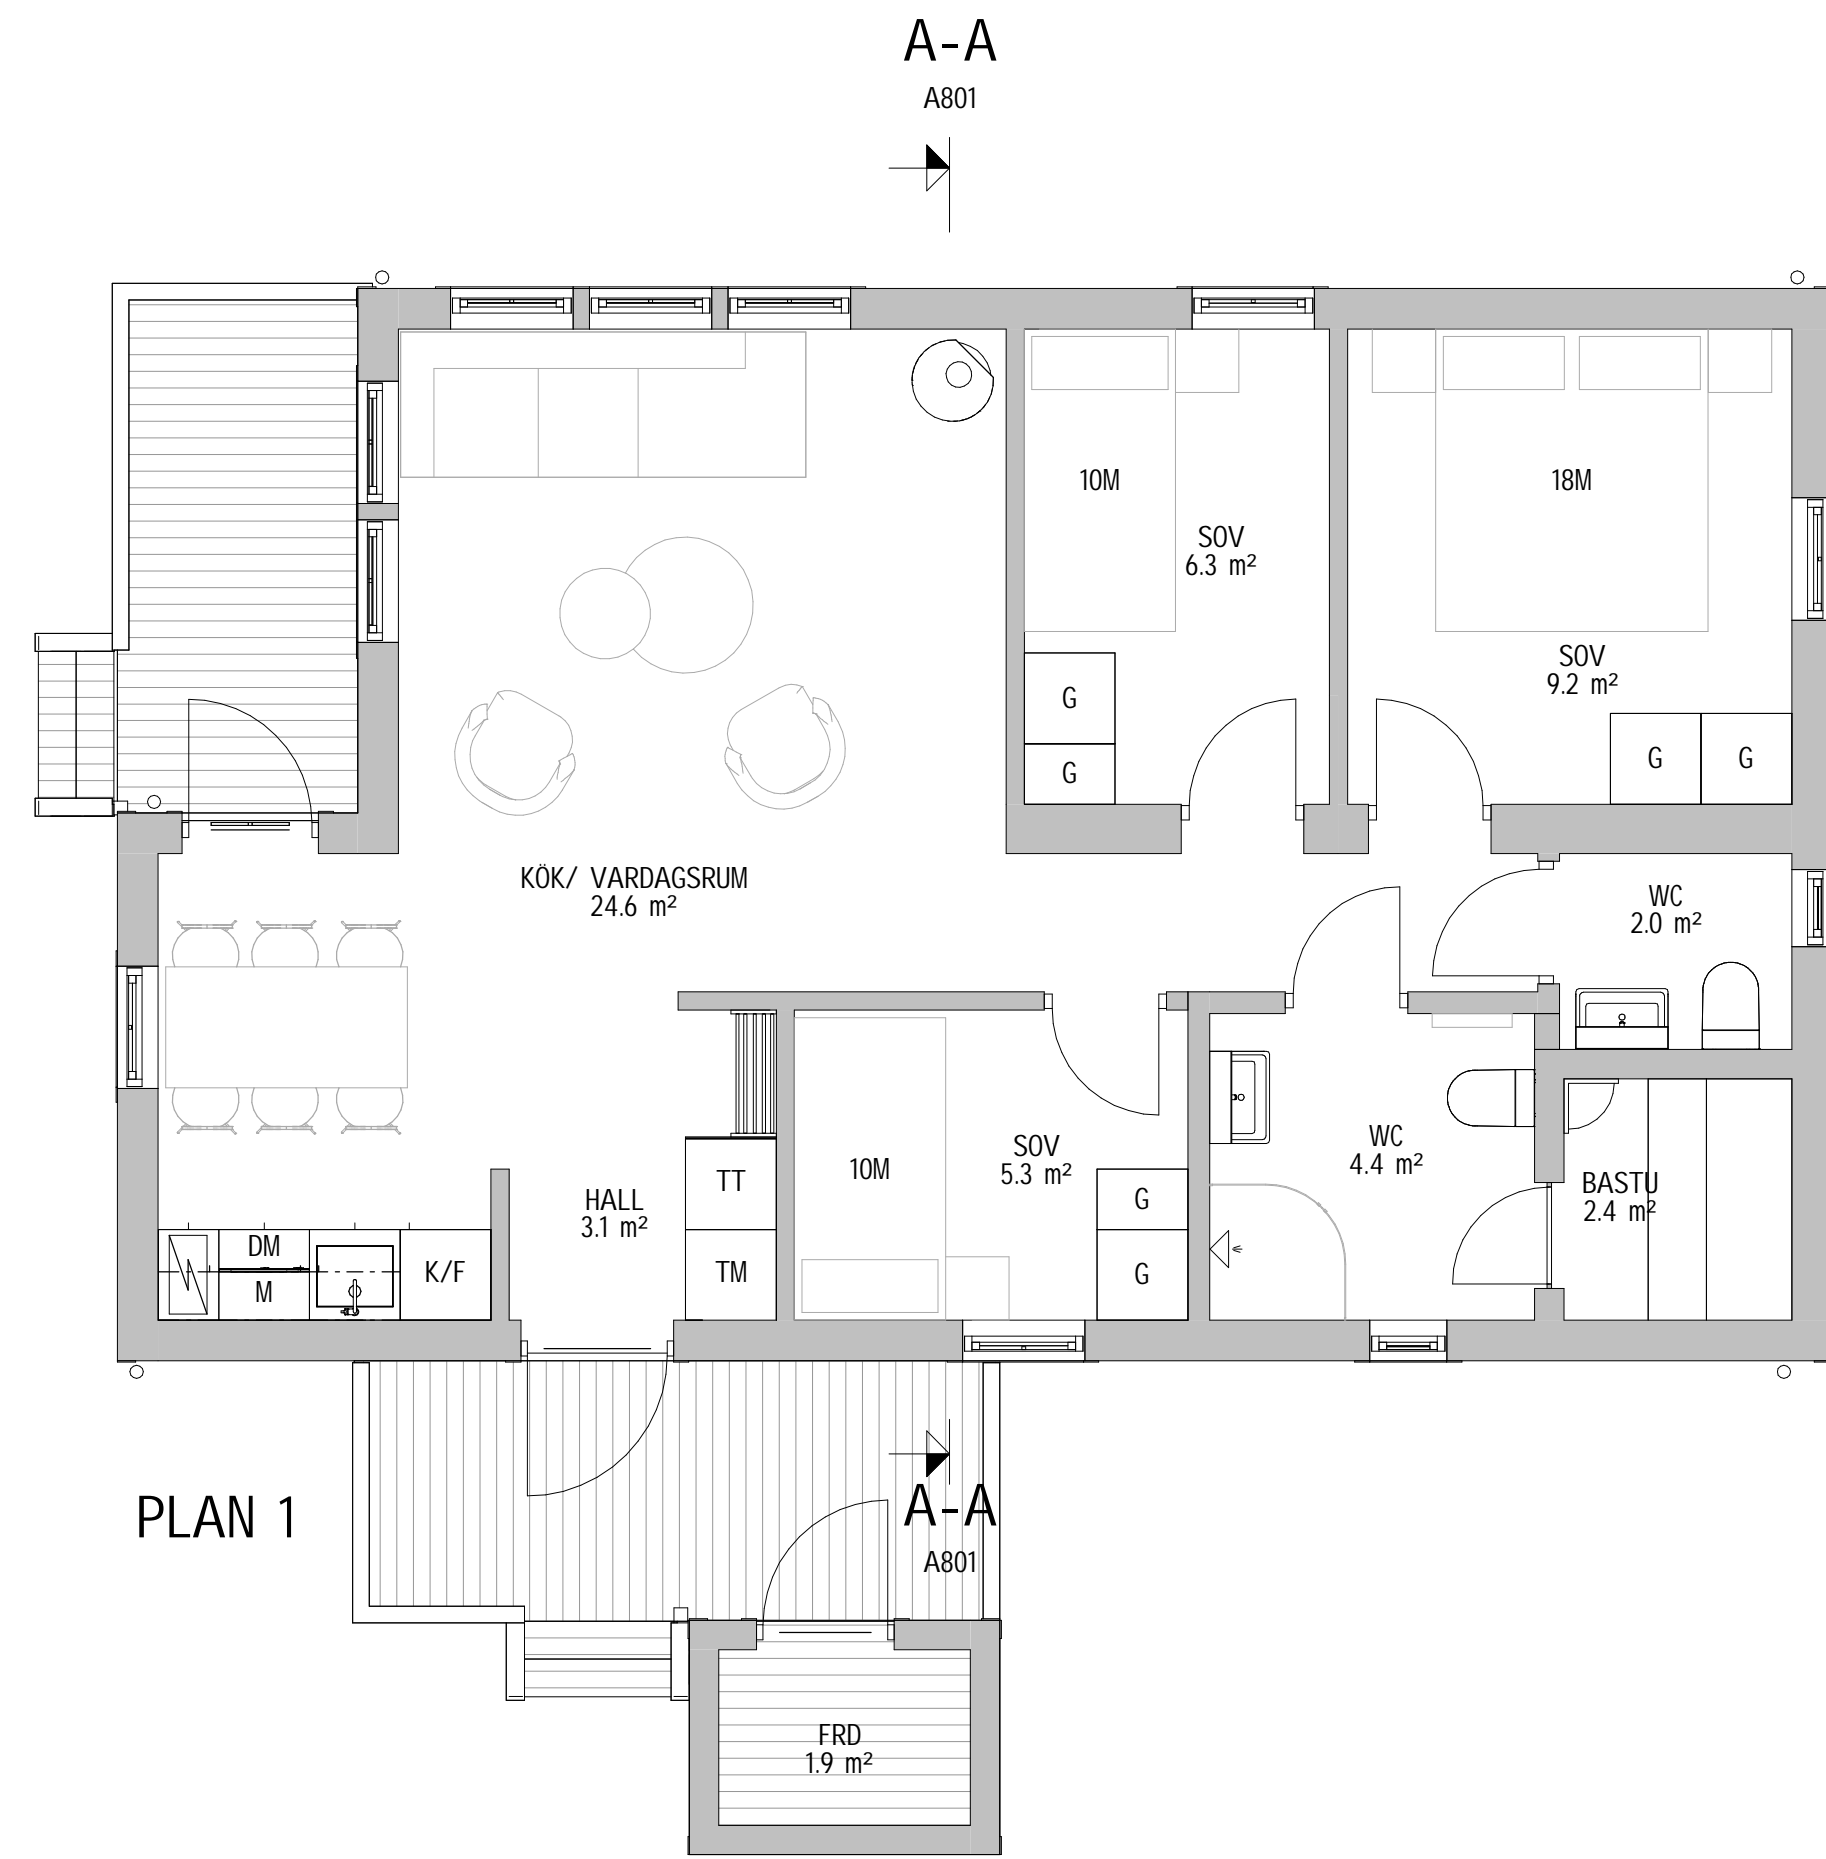 A-A
A801
10M
18M
SOV
6.3 m²
SOV
9.2 m²
G
G
G
G
KÖK/ VARDAGSRUM
24.6 m²
WC
2.0 m²
SOV
5.3 m²
10M
WC
4.4 m²
TT
HALL
3.1 m²
BASTU
2.4 m²
G
G
DM
M
K/F
TM
PLAN 1
A-A
A801
FRD
1.9 m²